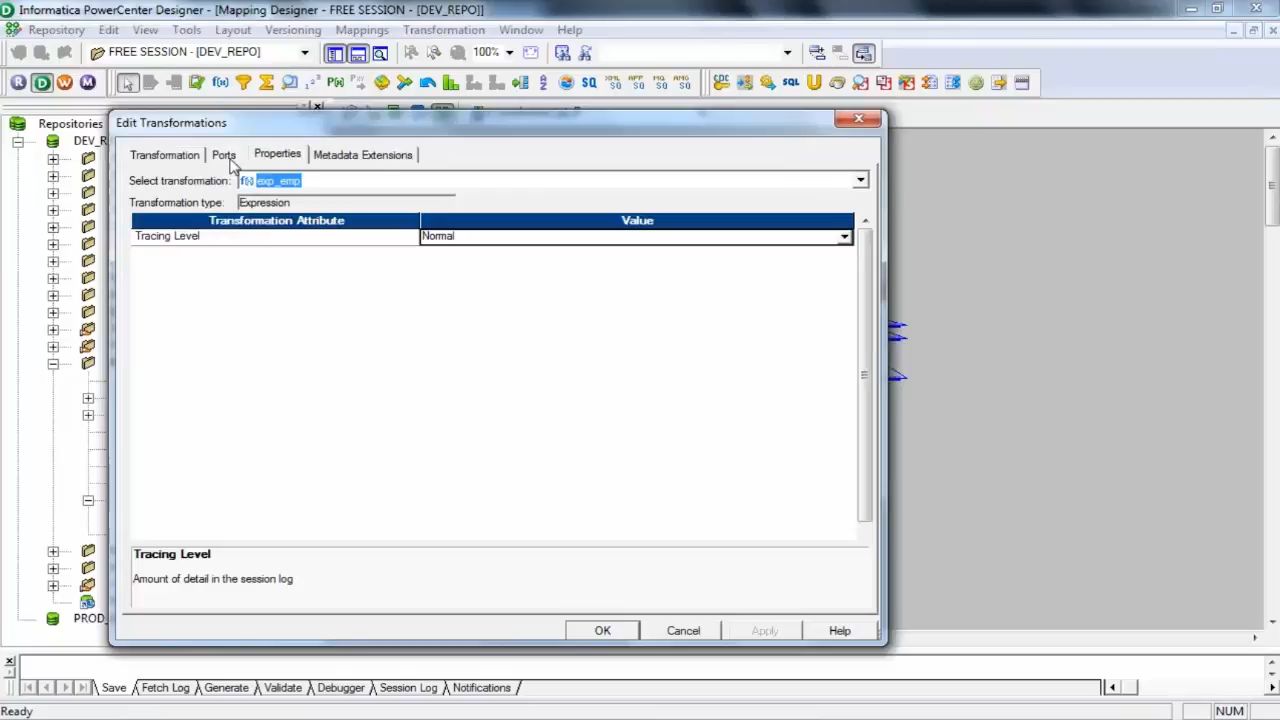 Informatica PowerCenter Designer - [Mapping Designer - FREE SESSION - [DEV_REPO]]
Repository Edit View Tools Layout Versioning Mappings Transformation Window Help
FREE SESSION - [DEV_REPO] 100%
Edit Transformations
Transformation Ports Properties Metadata Extensions
Select transformation: f(x) exp_emp
Transformation type: Expression
Transformation Attribute Value
Tracing Level Normal
Repositories
DEV_R
PROD_
Tracing Level
Amount of detail in the session log
OK Cancel Apply Help
Save Fetch Log Generate Validate Debugger Session Log Notifications
Ready NUM